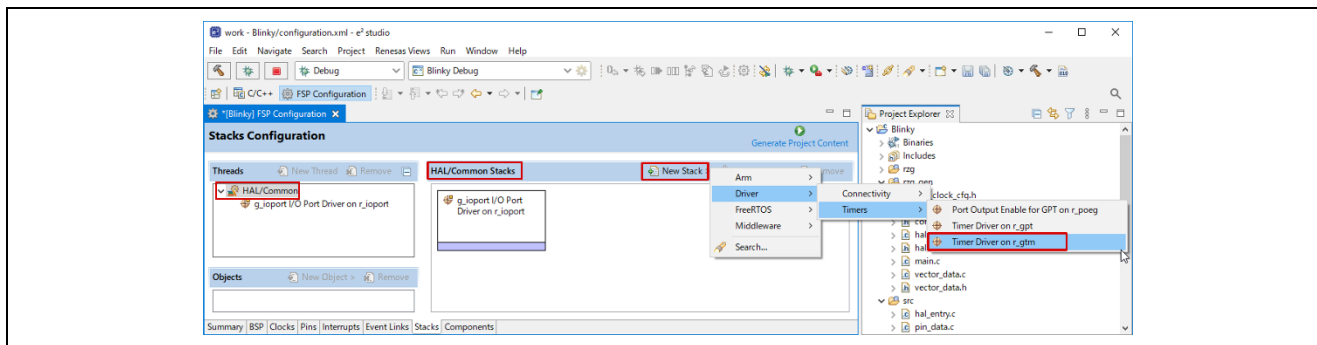 work - Blinky/configuration.xml - e² studio
File Edit Navigate Search Project Renesas Views Run Window Help
Debug
Blinky Debug
C/C++
FSP Configuration
*[Blinky] FSP Configuration
Project Explorer
Stacks Configuration
Generate Project Content
Threads
New Thread
Remove
HAL/Common Stacks
New Stack
HAL/Common
g_ioport I/O Port Driver on r_ioport
g_ioport I/O Port
Driver on r_ioport
Arm
Driver
FreeRTOS
Middleware
Search...
Connectivity
Timers
Port Output Enable for GPT on r_poeg
Timer Driver on r_gpt
Timer Driver on r_gtm
Objects
New Object >
Remove
Summary BSP Clocks Pins Interrupts Event Links Stacks Components
Blinky
Binaries
Includes
rzg
main.c
vector_data.c
vector_data.h
src
hal_entry.c
pin_data.c